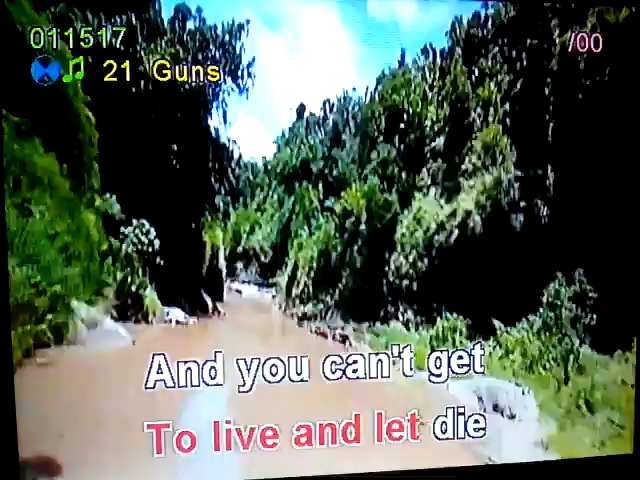 011517
/00
21 Guns
And you can't get
To live and let die